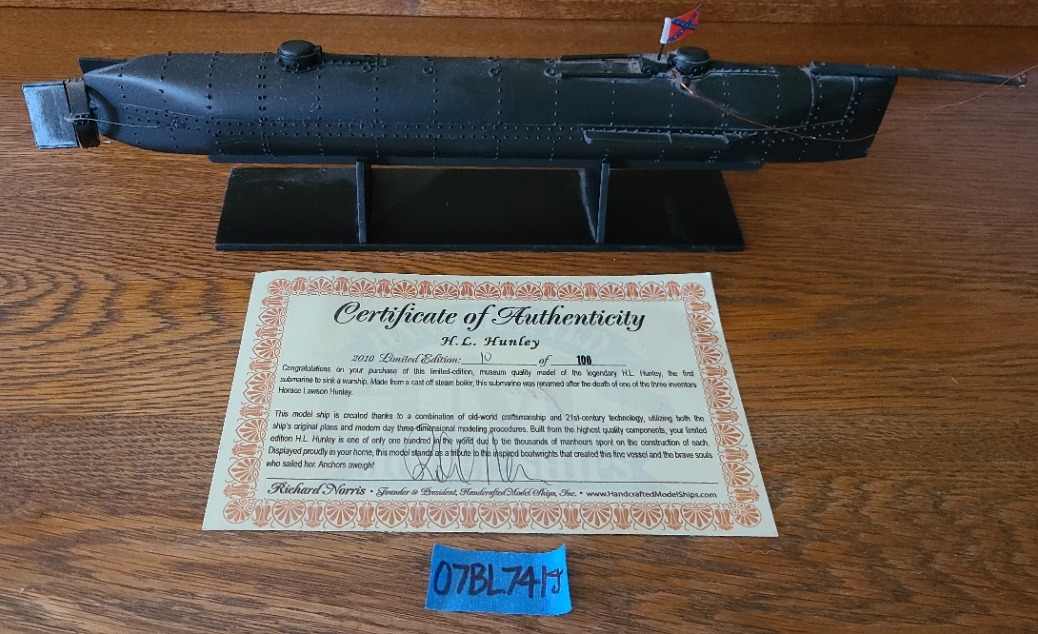 Certificate of Authenticity
H.L. Hunley
2010 Limited Edition: 10 of 100
Congratulations on your purchase of this limited-edition, museum quality model of the legendary H.L. Hunley, the first
submarine to sink a warship. Made from a cast off steam boiler, this submarine was renamed after the death of one of the three inventors
Horace Lawson Hunley.
This model ship is created thanks to a combination of old-world craftsmanship and 21st-century technology, utilizing both the
ship's original plans and modern day three-dimensional modeling procedures. Built from the highest quality components, your limited
edition H.L. Hunley is one of only one hundred in the world due to the thousands of manhours spent on the construction of each.
Displayed proudly in your home, this model stands as a tribute to the inspired boatwrights that created this fine vessel and the brave souls
who sailed her. Anchors aweigh!
Richard Norris • Founder & President, Handcrafted Model Ships, Inc. • www.HandcraftedModelShips.com
07BL741